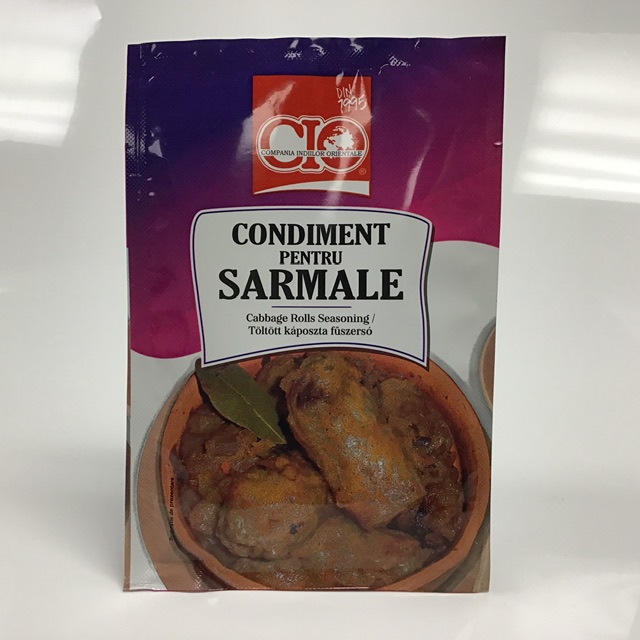 DIN
1995
CIO
COMPANIA INDIILOR ORIENTALE
®
CONDIMENT
PENTRU
SARMALE
Cabbage Rolls Seasoning /
Töltött káposzta fűszersó